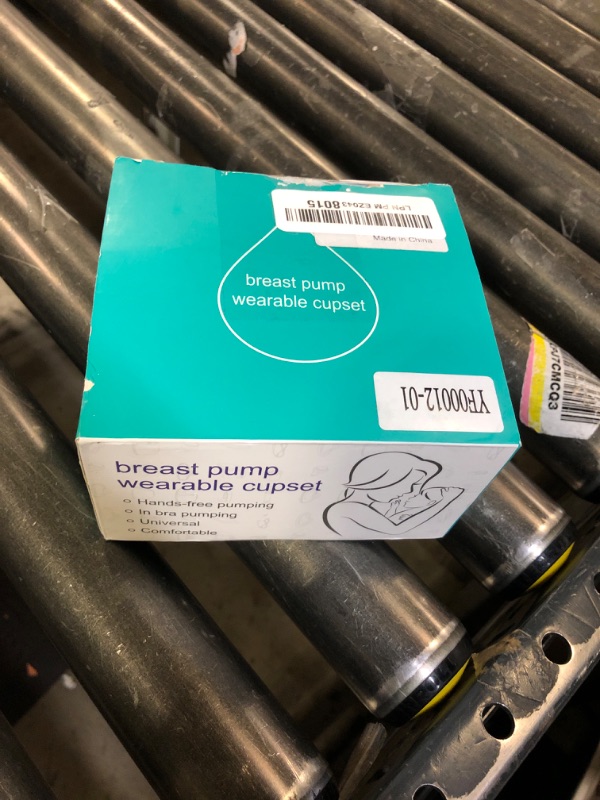 LPN PM EZ043 8015
Made in China
breast pump
wearable cupset
YF00012-01
breast pump
wearable cupset
Hands-free pumping
In bra pumping
Universal
Comfortable